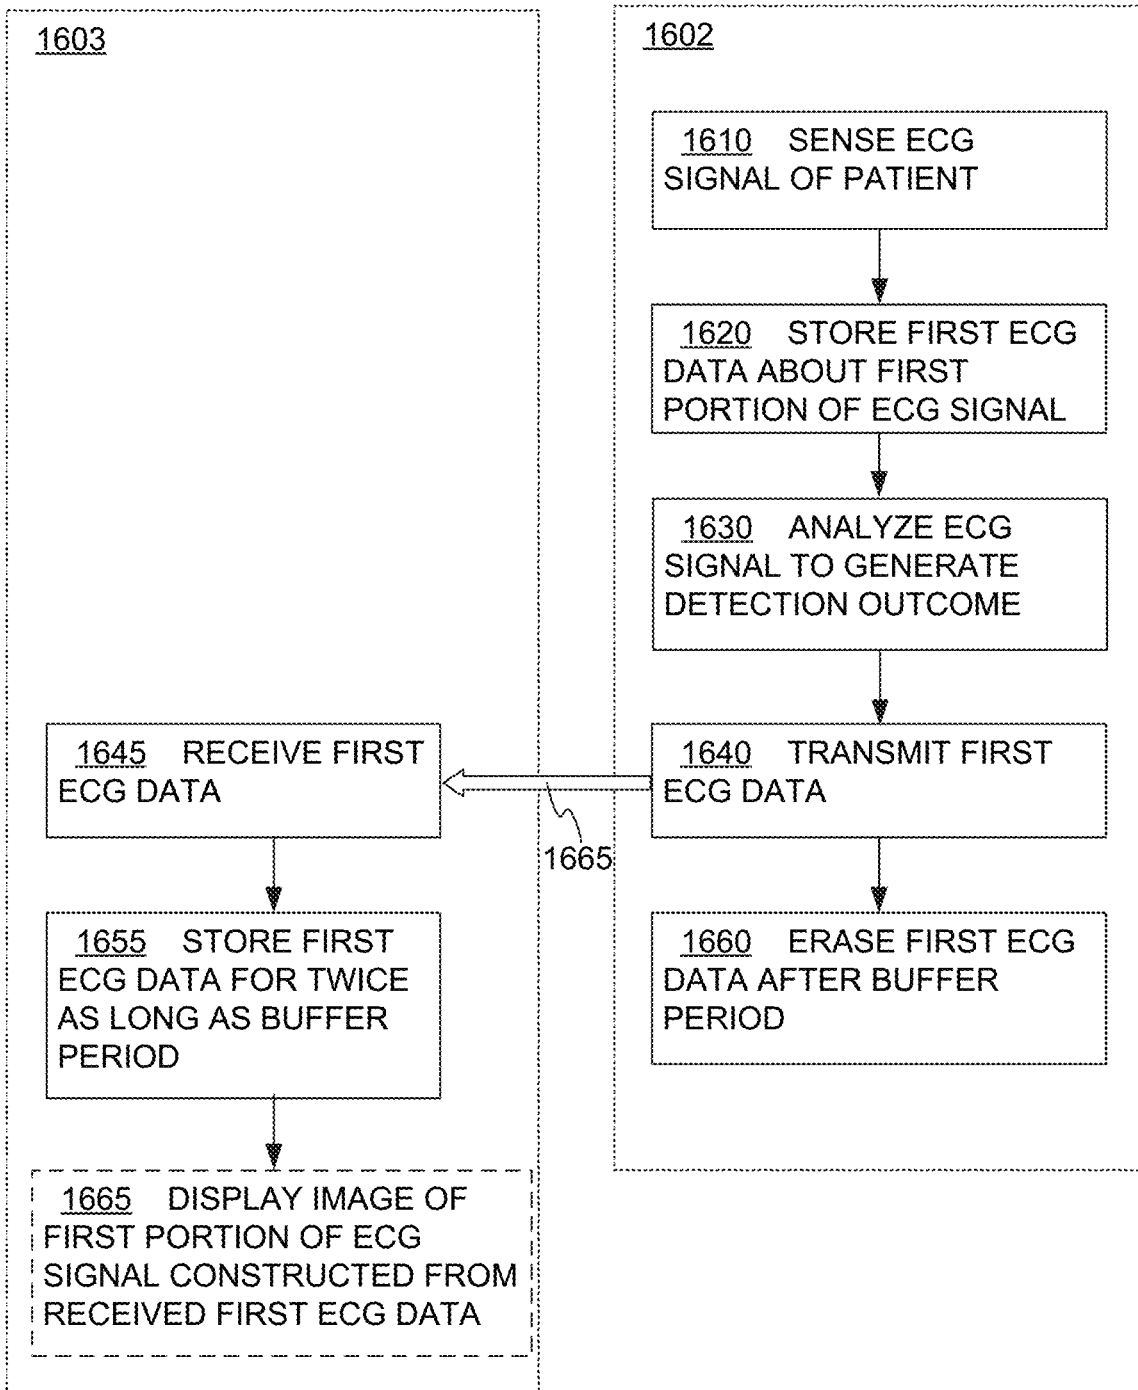 1603
1602
1610 SENSE ECG
SIGNAL OF PATIENT
1620 STORE FIRST ECG
DATA ABOUT FIRST
PORTION OF ECG SIGNAL
1630 ANALYZE ECG
SIGNAL TO GENERATE
DETECTION OUTCOME
1645 RECEIVE FIRST
ECG DATA
1640 TRANSMIT FIRST
ECG DATA
1665
1655 STORE FIRST
ECG DATA FOR TWICE
AS LONG AS BUFFER
PERIOD
1660 ERASE FIRST ECG
DATA AFTER BUFFER
PERIOD
1665 DISPLAY IMAGE OF
FIRST PORTION OF ECG
SIGNAL CONSTRUCTED FROM
RECEIVED FIRST ECG DATA